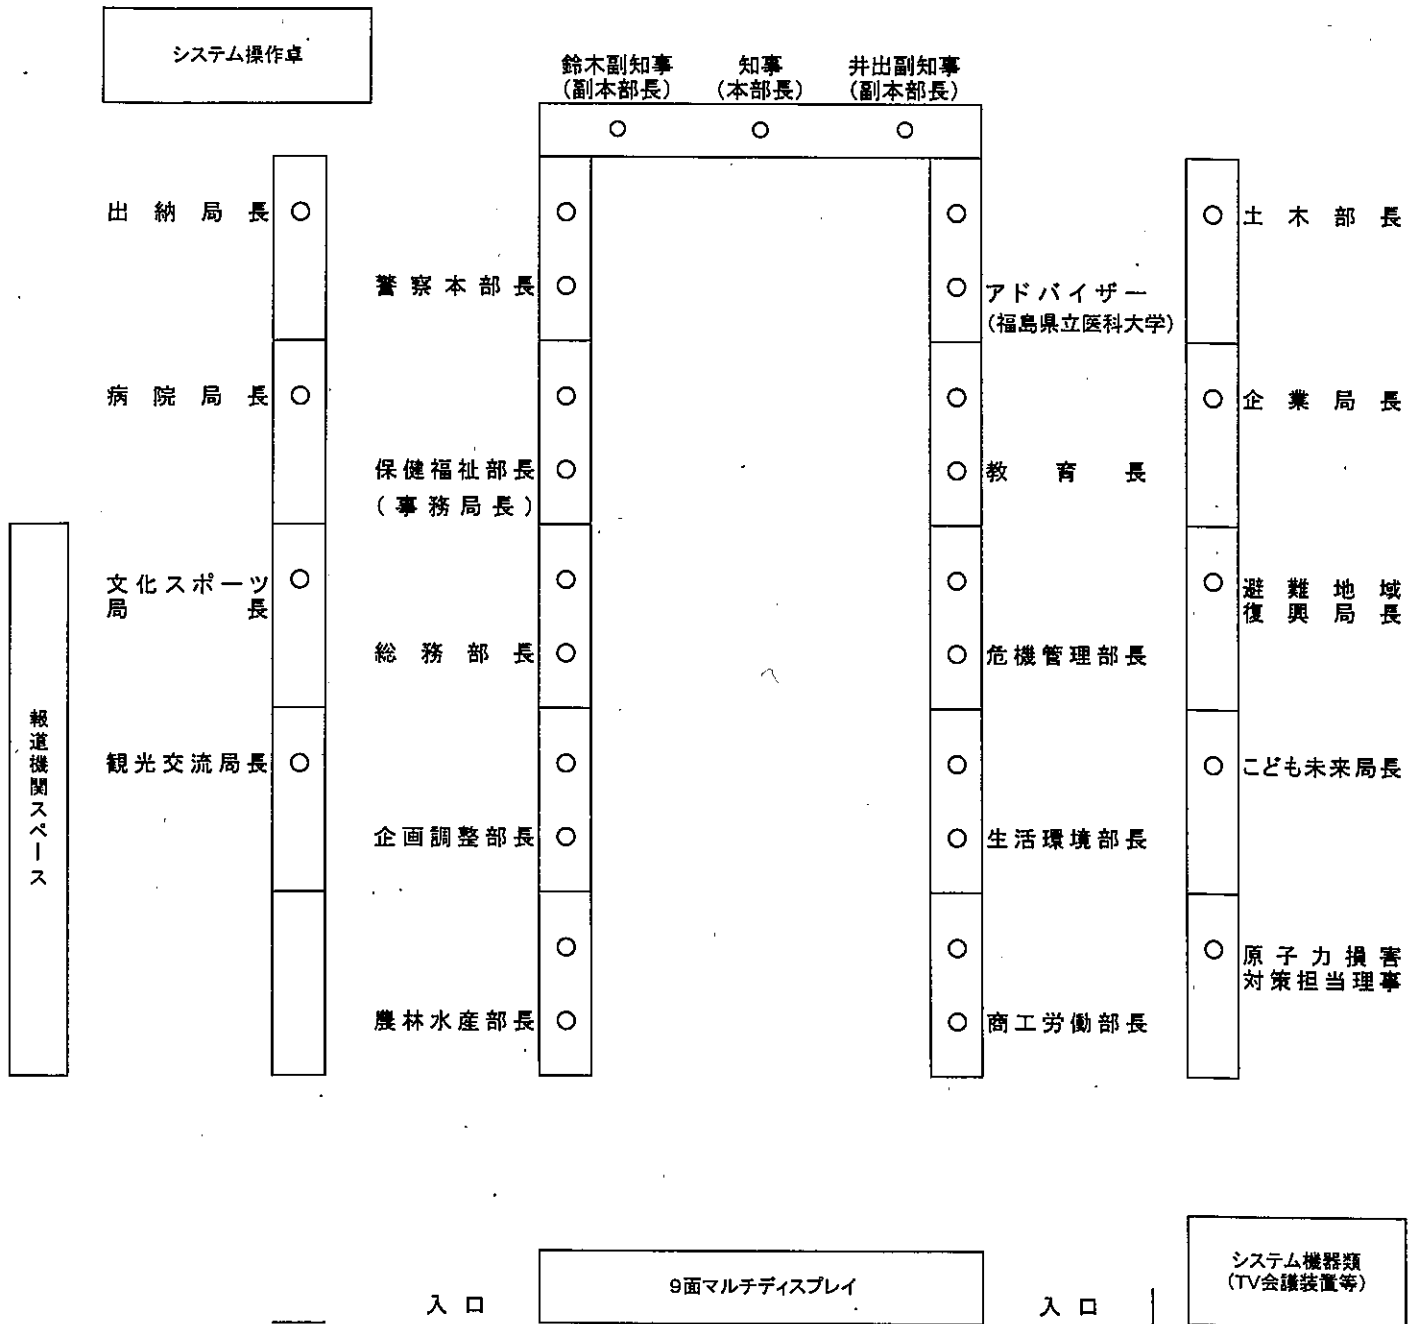 システム操作卓
鈴木副知事
(副本部長)
知事
(本部長)
井出副知事
(副本部長)
出納局長
警察本部長
アドバイザー
(福島県立医科大学)
土木部長
病院局長
保健福祉部長
(事務局長)
教育長
企業局長
文化スポーツ
局長
総務部長
危機管理部長
避難地域
復興局長
報道機関スペース
観光交流局長
企画調整部長
生活環境部長
こども未来局長
農林水産部長
商工労働部長
原子力損害
対策担当理事
入口
9面マルチディスプレイ
入口
システム機器類
(TV会議装置等)